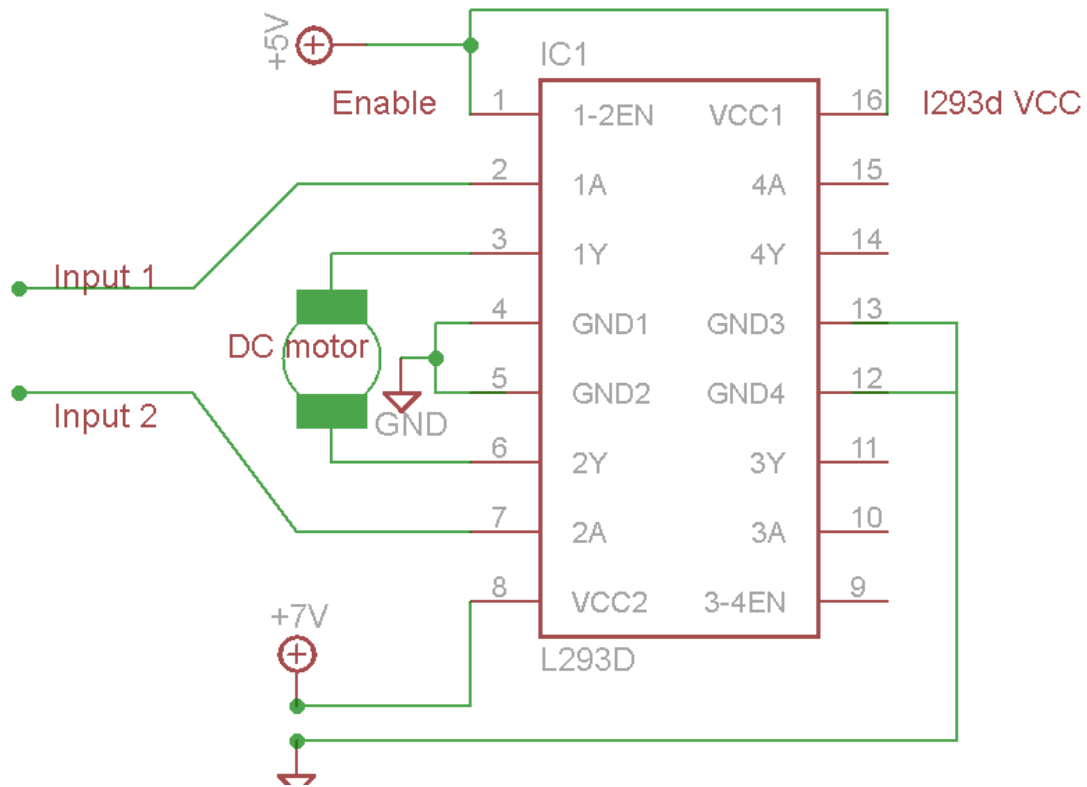 +5V
IC1
Enable
1 1-2EN VCC1 16 l293d VCC
2 1A 4A 15
3 1Y 4Y 14
Input 1
4 GND1 GND3 13
DC motor
5 GND2 GND4 12
Input 2 GND
6 2Y 3Y 11
7 2A 3A 10
8 VCC2 3-4EN 9
+7V
L293D